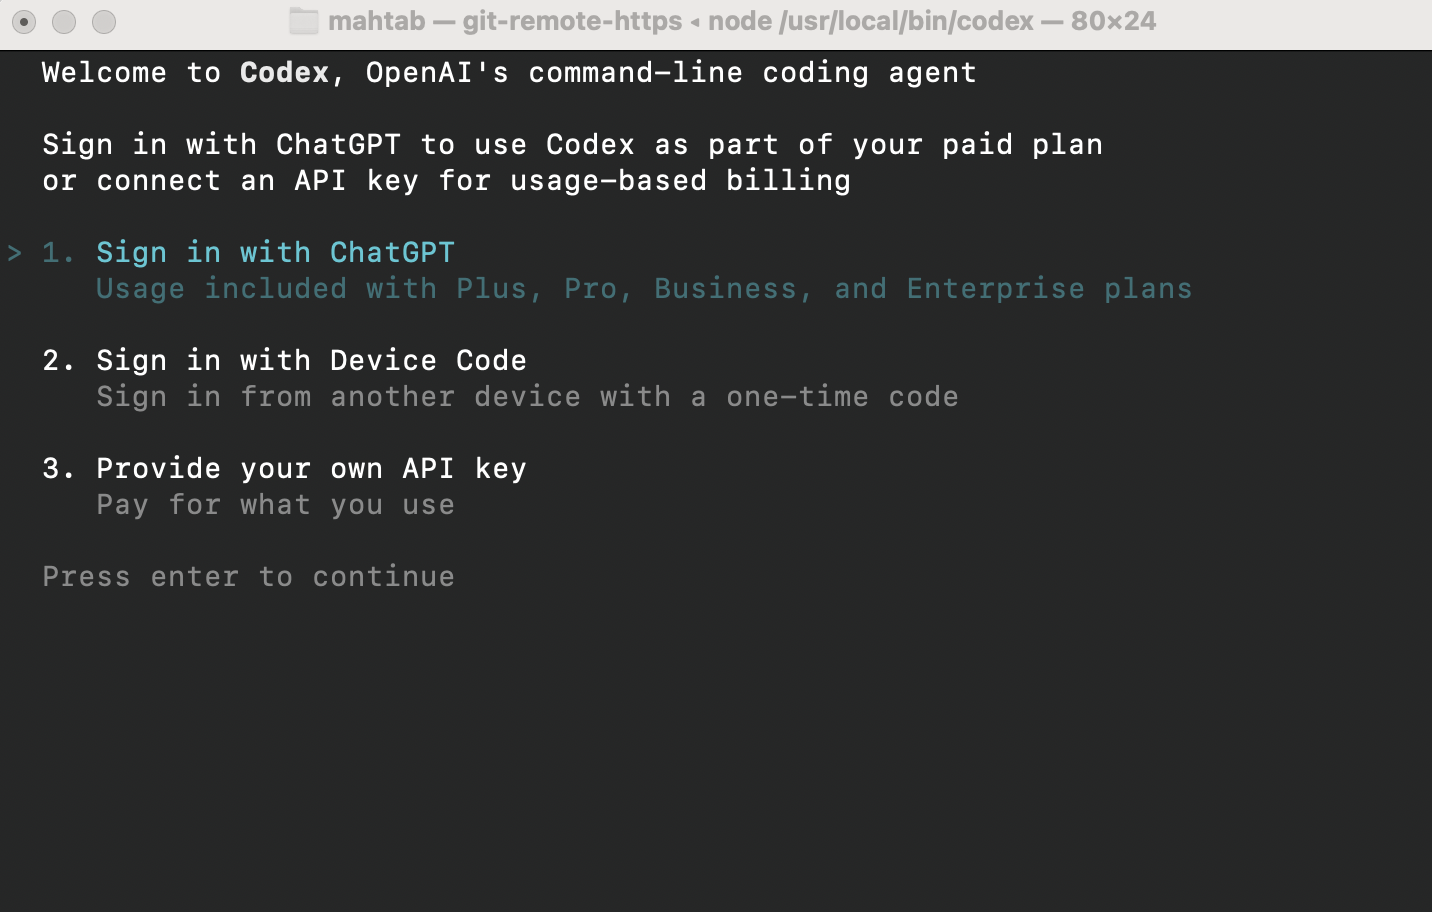 mahtab — git-remote-https ◂ node /usr/local/bin/codex — 80×24
Welcome to Codex, OpenAI's command-line coding agent
Sign in with ChatGPT to use Codex as part of your paid plan
or connect an API key for usage-based billing
> 1. Sign in with ChatGPT
Usage included with Plus, Pro, Business, and Enterprise plans
2. Sign in with Device Code
Sign in from another device with a one-time code
3. Provide your own API key
Pay for what you use
Press enter to continue